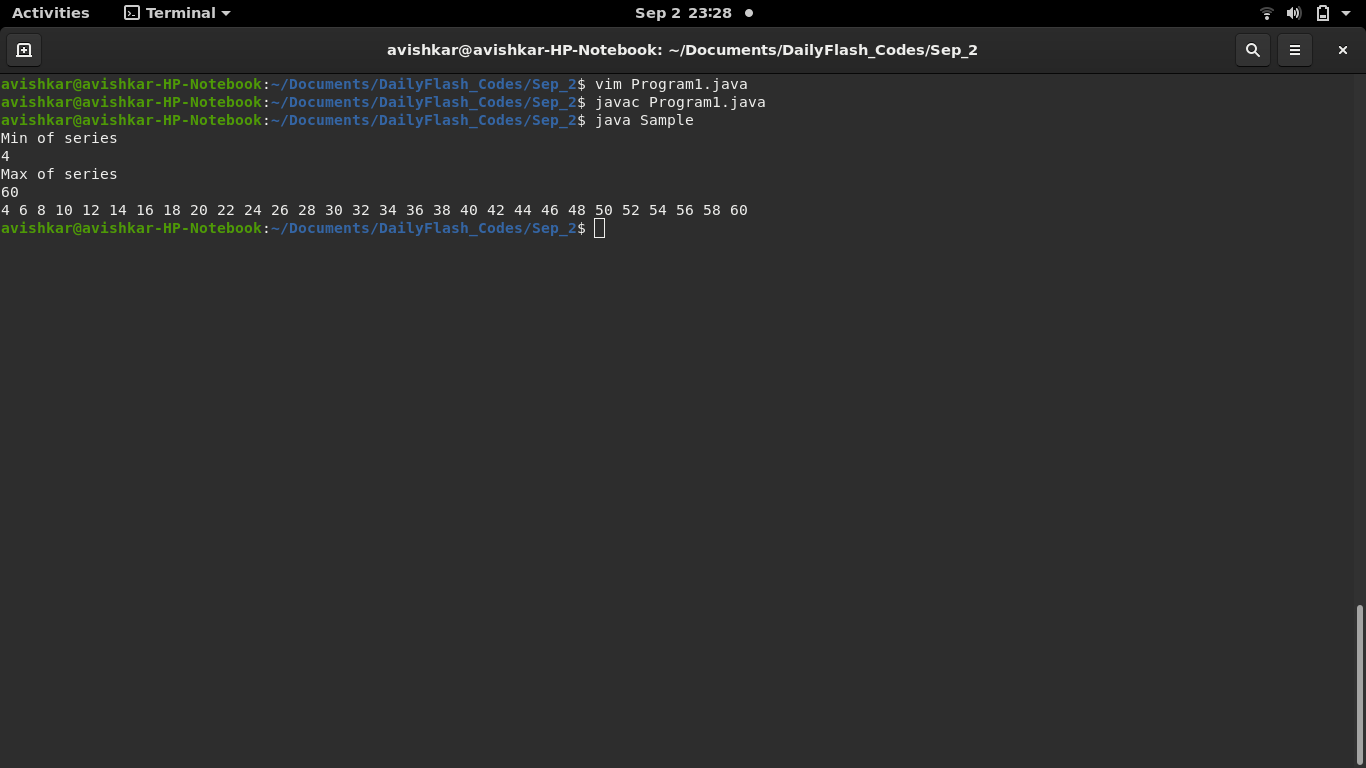 Activities Terminal Sep 2 23:28
avishkar@avishkar-HP-Notebook: ~/Documents/DailyFlash_Codes/Sep_2
avishkar@avishkar-HP-Notebook:~/Documents/DailyFlash_Codes/Sep_2$ vim Program1.java
avishkar@avishkar-HP-Notebook:~/Documents/DailyFlash_Codes/Sep_2$ javac Program1.java
avishkar@avishkar-HP-Notebook:~/Documents/DailyFlash_Codes/Sep_2$ java Sample
Min of series
4
Max of series
60
4 6 8 10 12 14 16 18 20 22 24 26 28 30 32 34 36 38 40 42 44 46 48 50 52 54 56 58 60
avishkar@avishkar-HP-Notebook:~/Documents/DailyFlash_Codes/Sep_2$